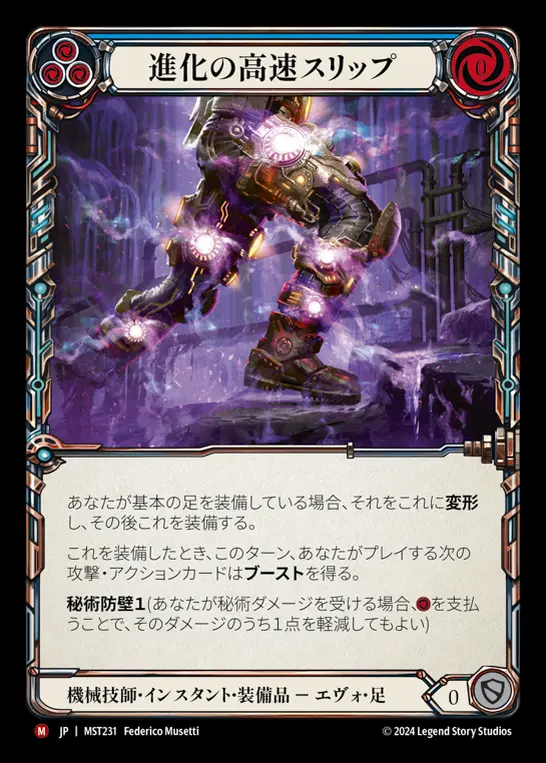 進化の高速スリップ
0
あなたが基本の足を装備している場合、それをこれに変形
し、その後これを装備する。
これを装備したとき、このターン、あなたがプレイする次の
攻撃・アクションカードはブーストを得る。
秘術防壁1(あなたが秘術ダメージを受ける場合、を支払
うことで、そのダメージのうち1点を軽減してもよい)
機械技師・インスタント・装備品 － エヴォ・足
0
M JP | MST231 Federico Musetti
© 2024 Legend Story Studios